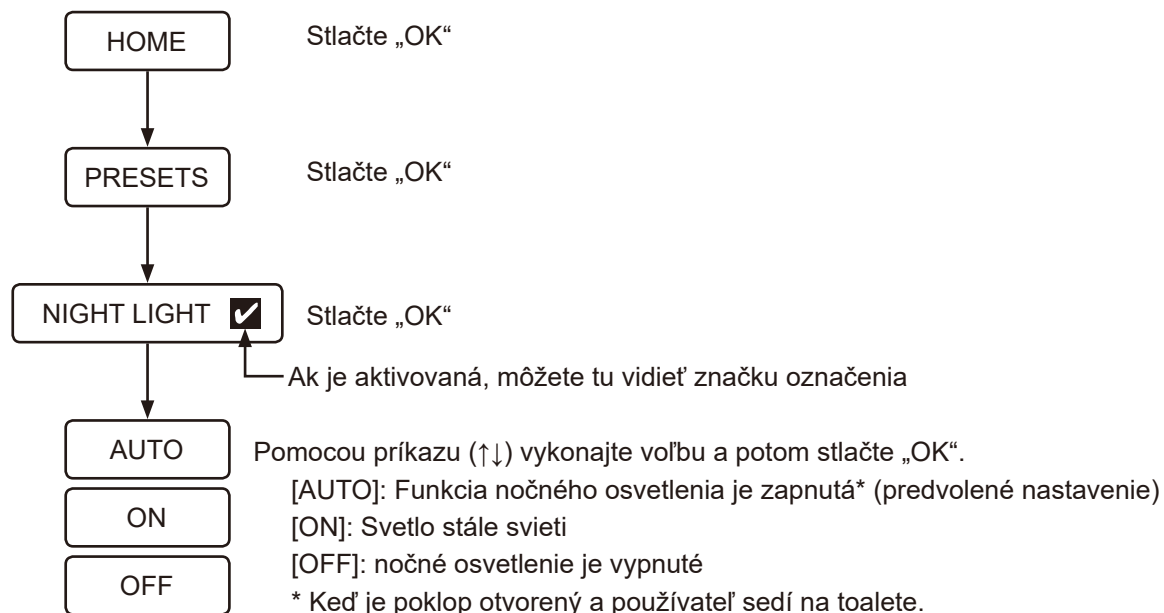 HOME
Stlačte „OK“
PRESETS
Stlačte „OK“
NIGHT LIGHT ✔
Stlačte „OK“
Ak je aktivovaná, môžete tu vidieť značku označenia
AUTO
Pomocou príkazu (↑↓) vykonajte voľbu a potom stlačte „OK“.
[AUTO]: Funkcia nočného osvetlenia je zapnutá* (predvolené nastavenie)
ON
[ON]: Svetlo stále svieti
[OFF]: nočné osvetlenie je vypnuté
OFF
* Keď je poklop otvorený a používateľ sedí na toalete.